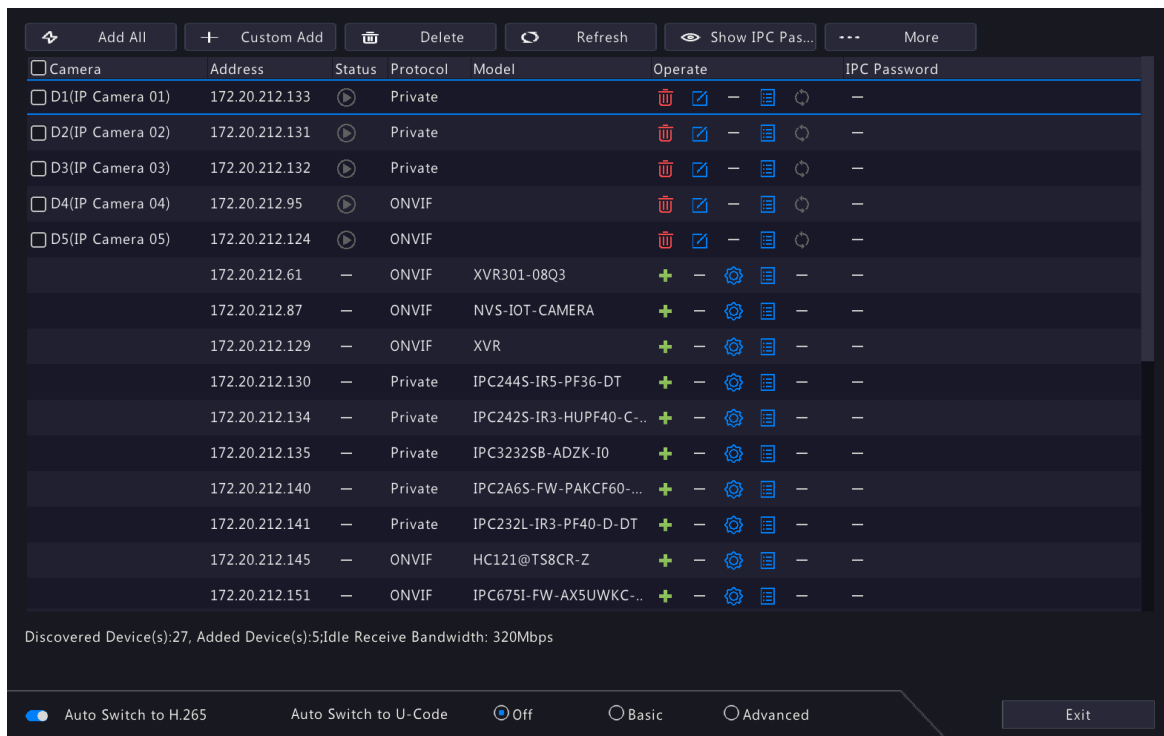 Add All Custom Add Delete Refresh Show IPC Pas... More
Camera Address Status Protocol Model Operate IPC Password
D1(IP Camera 01) 172.20.212.133 Private — —
D2(IP Camera 02) 172.20.212.131 Private — —
D3(IP Camera 03) 172.20.212.132 Private — —
D4(IP Camera 04) 172.20.212.95 ONVIF — —
D5(IP Camera 05) 172.20.212.124 ONVIF — —
172.20.212.61 — ONVIF XVR301-08Q3 — — —
172.20.212.87 — ONVIF NVS-IOT-CAMERA — — —
172.20.212.129 — ONVIF XVR — — —
172.20.212.130 — Private IPC244S-IR5-PF36-DT — — —
172.20.212.134 — Private IPC242S-IR3-HUPF40-C-.. — — —
172.20.212.135 — Private IPC3232SB-ADZK-I0 — — —
172.20.212.140 — Private IPC2A6S-FW-PAKCF60-... — — —
172.20.212.141 — Private IPC232L-IR3-PF40-D-DT — — —
172.20.212.145 — ONVIF HC121@TS8CR-Z — — —
172.20.212.151 — ONVIF IPC675I-FW-AX5UWKC-.. — — —
Discovered Device(s):27, Added Device(s):5;Idle Receive Bandwidth: 320Mbps
Auto Switch to H.265 Auto Switch to U-Code Off Basic Advanced Exit